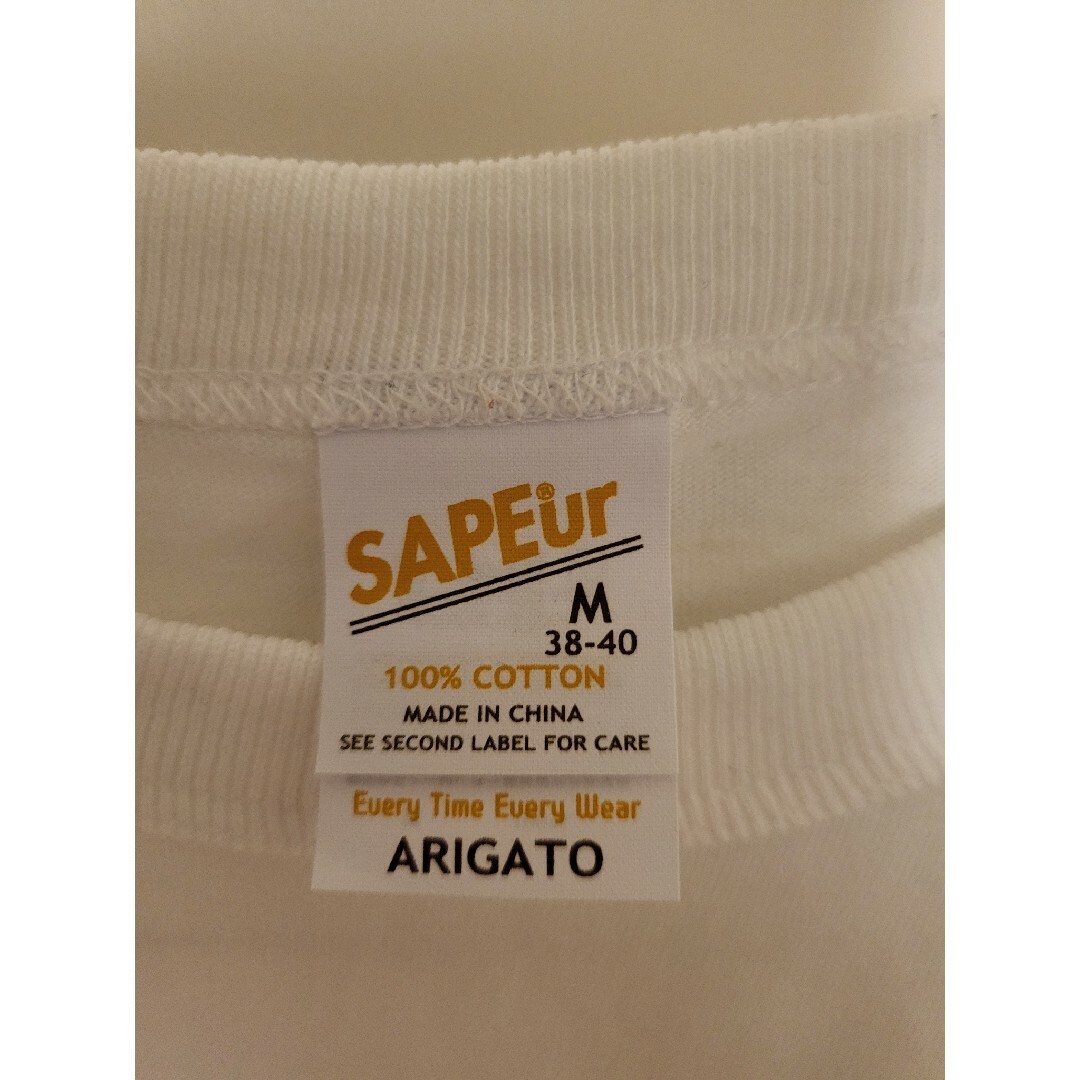 SAPEur®
M
38-40
100% COTTON
MADE IN CHINA
SEE SECOND LABEL FOR CARE
Every Time Every Wear
ARIGATO